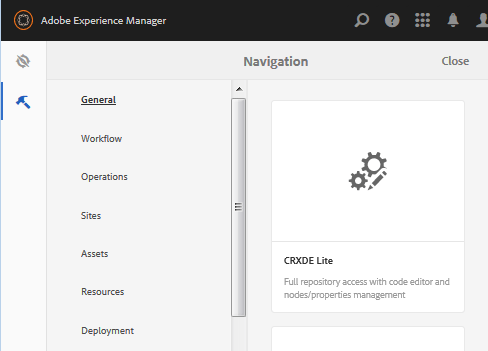 Adobe Experience Manager
Navigation
Close
General
Workflow
Operations
Sites
Assets
Resources
Deployment
CRXDE Lite
Full repository access with code editor and
nodes/properties management